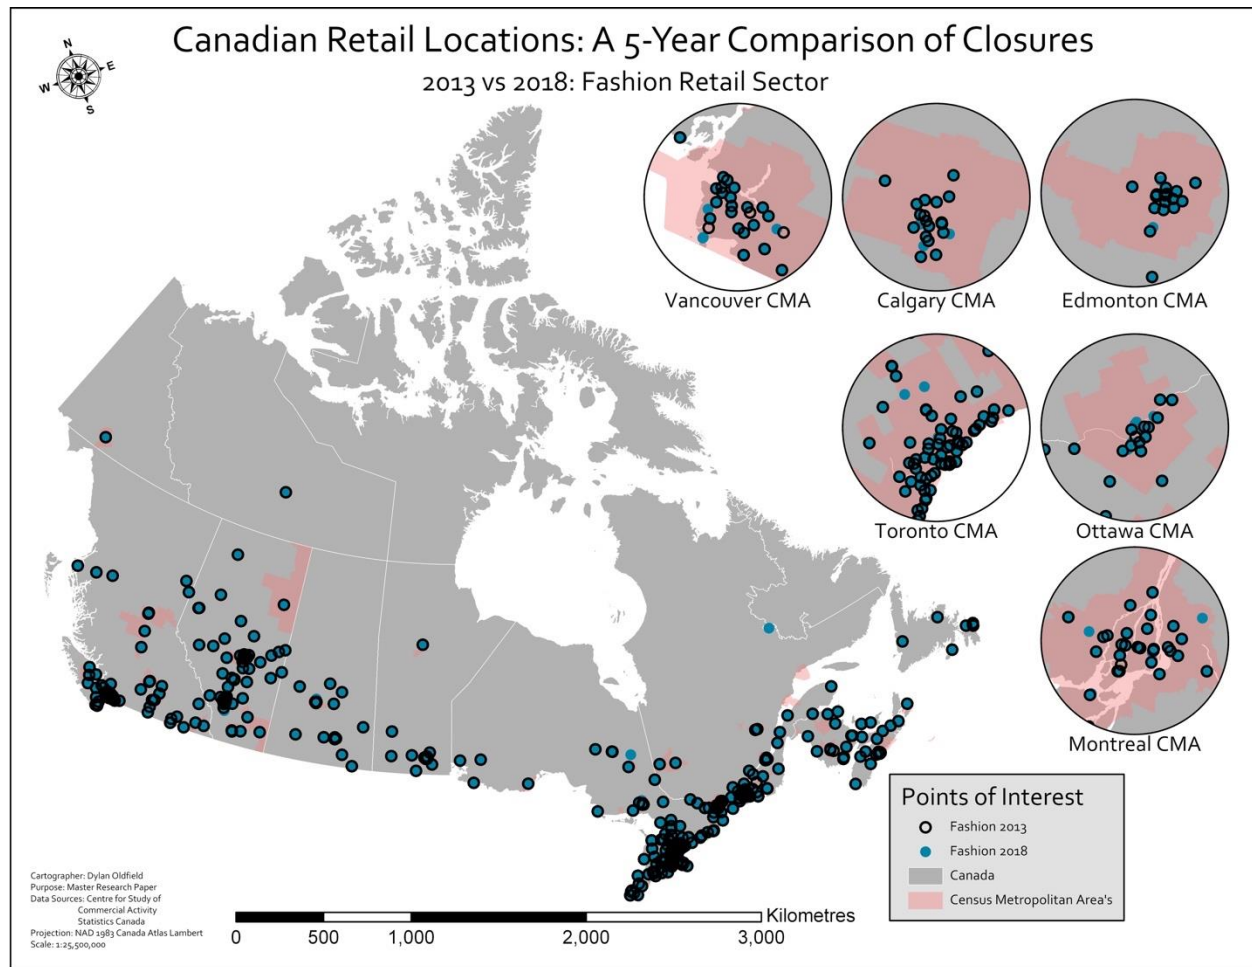 Canadian Retail Locations: A 5-Year Comparison of Closures
2013 vs 2018: Fashion Retail Sector
N
E
W
S
Vancouver CMA
Calgary CMA
Edmonton CMA
Toronto CMA
Ottawa CMA
Montreal CMA
Points of Interest
Fashion 2013
Fashion 2018
Canada
Census Metropolitan Area's
Cartographer: Dylan Oldfield
Purpose: Master Research Paper
Data Sources: Centre for Study of
Commercial Activity
Statistics Canada
Projection: NAD 1983 Canada Atlas Lambert
Scale: 1:25,500,000
Kilometres
0 500 1,000 2,000 3,000